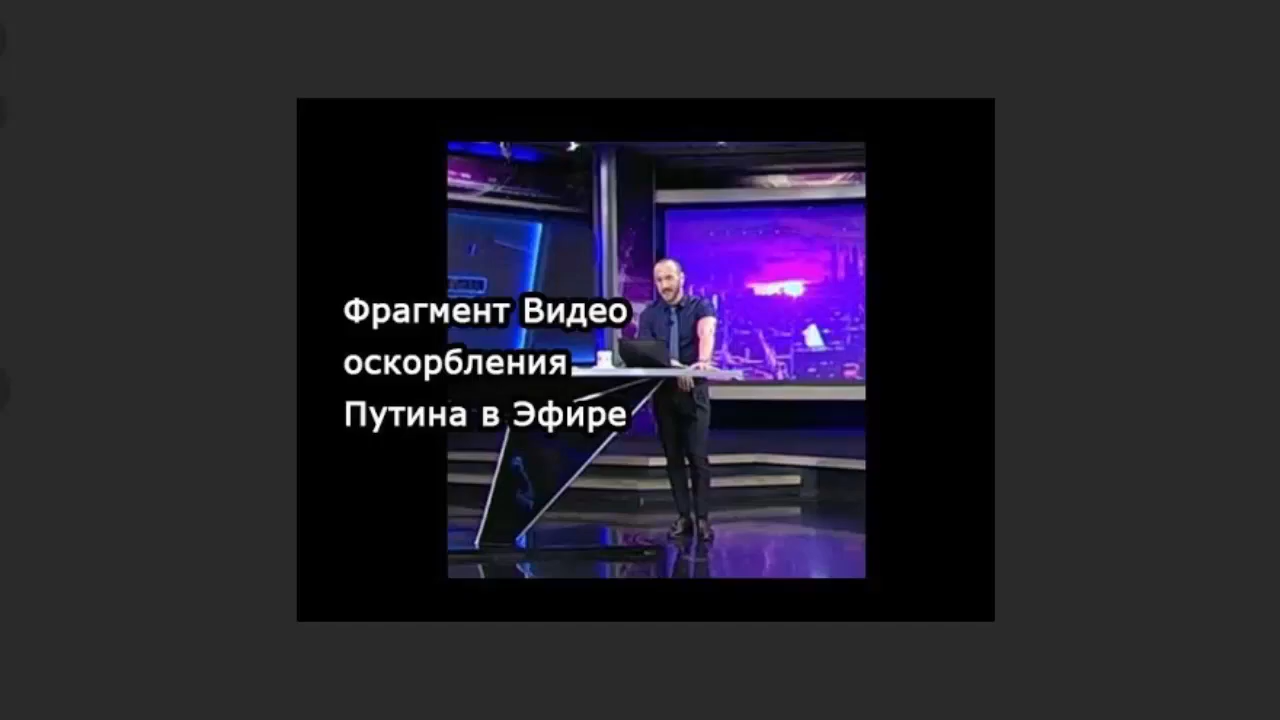 Фрагмент Видео
оскорбления
Путина в Эфире